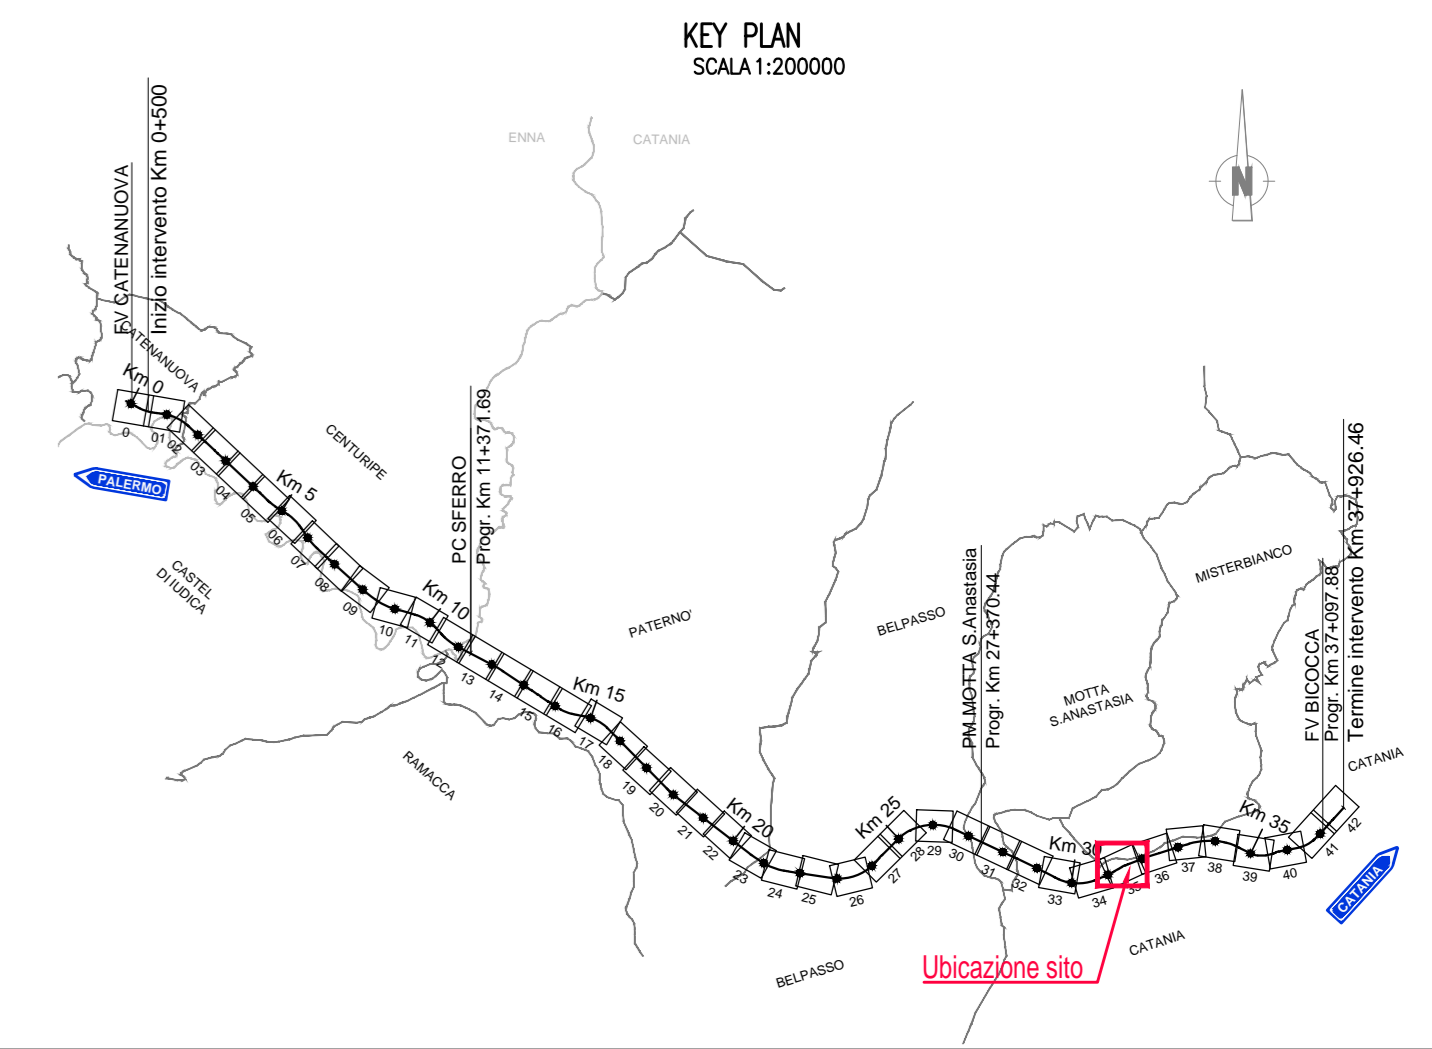 KEY PLAN
SCALA 1:200000
ENNA
CATANIA
N
FV CATENANUOVA
Inizio intervento Km 0+500
CATENANUOVA
Km 0
PALERMO
CENTURIPE
Km 5
CASTEL
DI IUDICA
PC SFERRO
Progr. Km 11+371.69
Km 10
PATERNO'
Km 15
RAMACCA
Km 20
BELPASSO
Km 25
PM MOTTA S.Anastasia
Progr. Km 27+370.44
MOTTA
S.ANASTASIA
MISTERBIANCO
FV BICOCCA
Progr. Km 37+097.88
Termine intervento Km 37+926.46
CATANIA
Km 30
Km 35
CATANIA
Ubicazione sito
CATANIA
BELPASSO
0
01
02
03
04
05
06
07
08
09
10
11
12
13
14
15
16
17
18
19
20
21
22
23
24
25
26
27
28
29
30
31
32
33
34
35
36
37
38
39
40
41
42